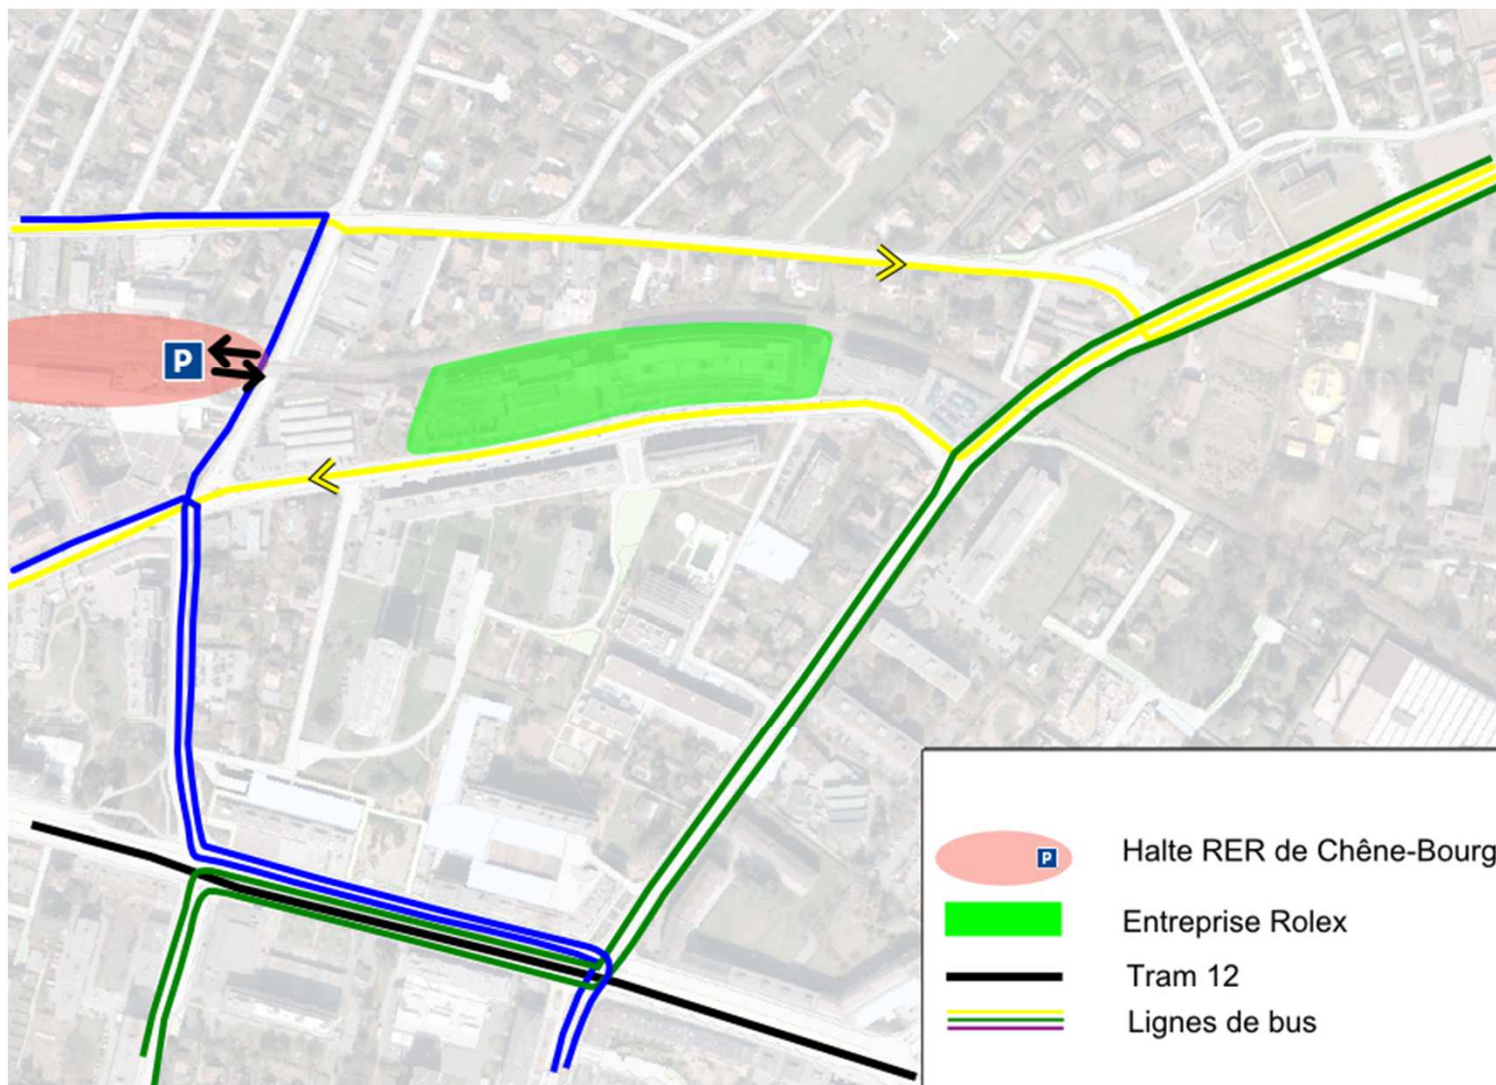 P
Halte RER de Chêne-Bourg
P
Entreprise Rolex
Tram 12
Lignes de bus